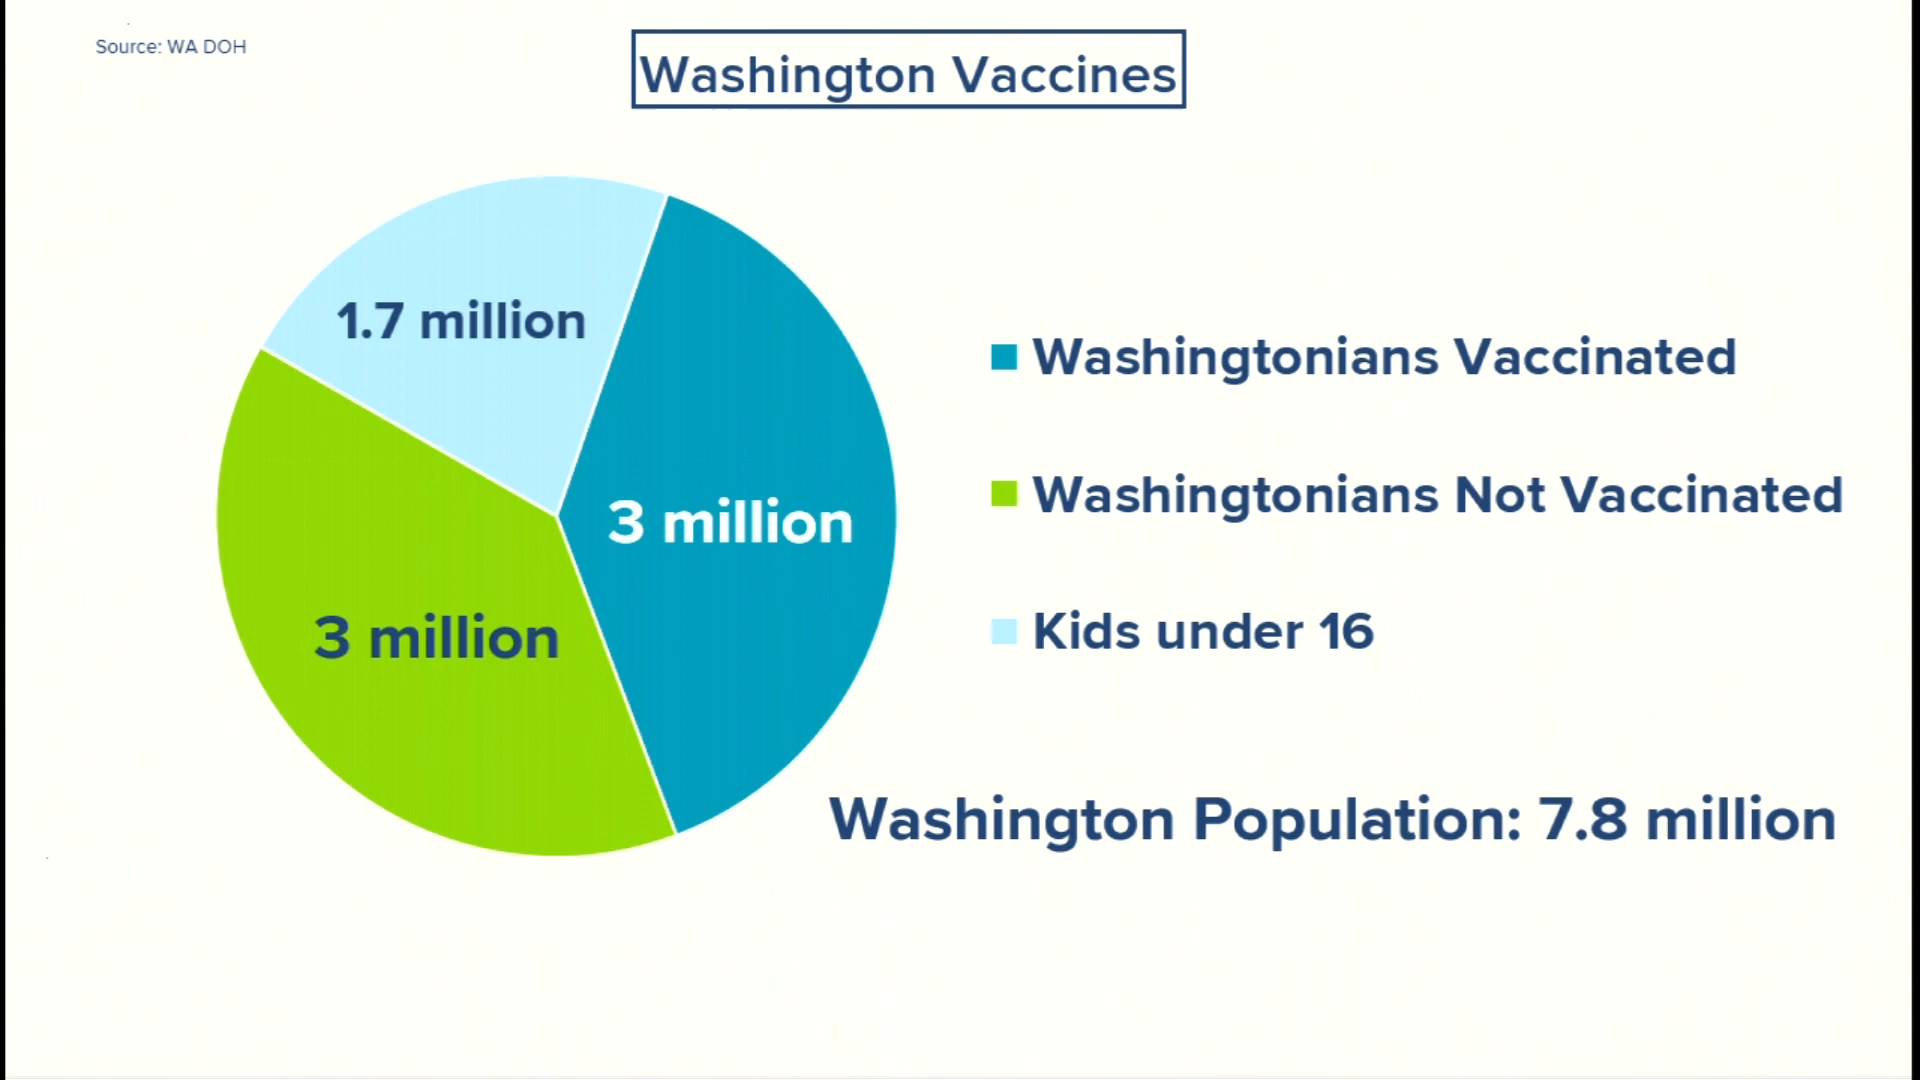 Source: WA DOH
Washington Vaccines
1.7 million
3 million
3 million
Washingtonians Vaccinated
Washingtonians Not Vaccinated
Kids under 16
Washington Population: 7.8 million